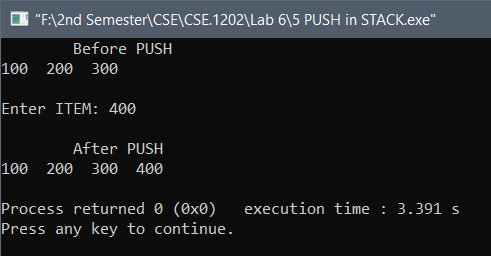 "F:\2nd Semester\CSE\CSE.1202\Lab 6\5 PUSH in STACK.exe"
Before PUSH
100  200  300
Enter ITEM: 400
After PUSH
100  200  300  400
Process returned 0 (0x0)   execution time : 3.391 s
Press any key to continue.